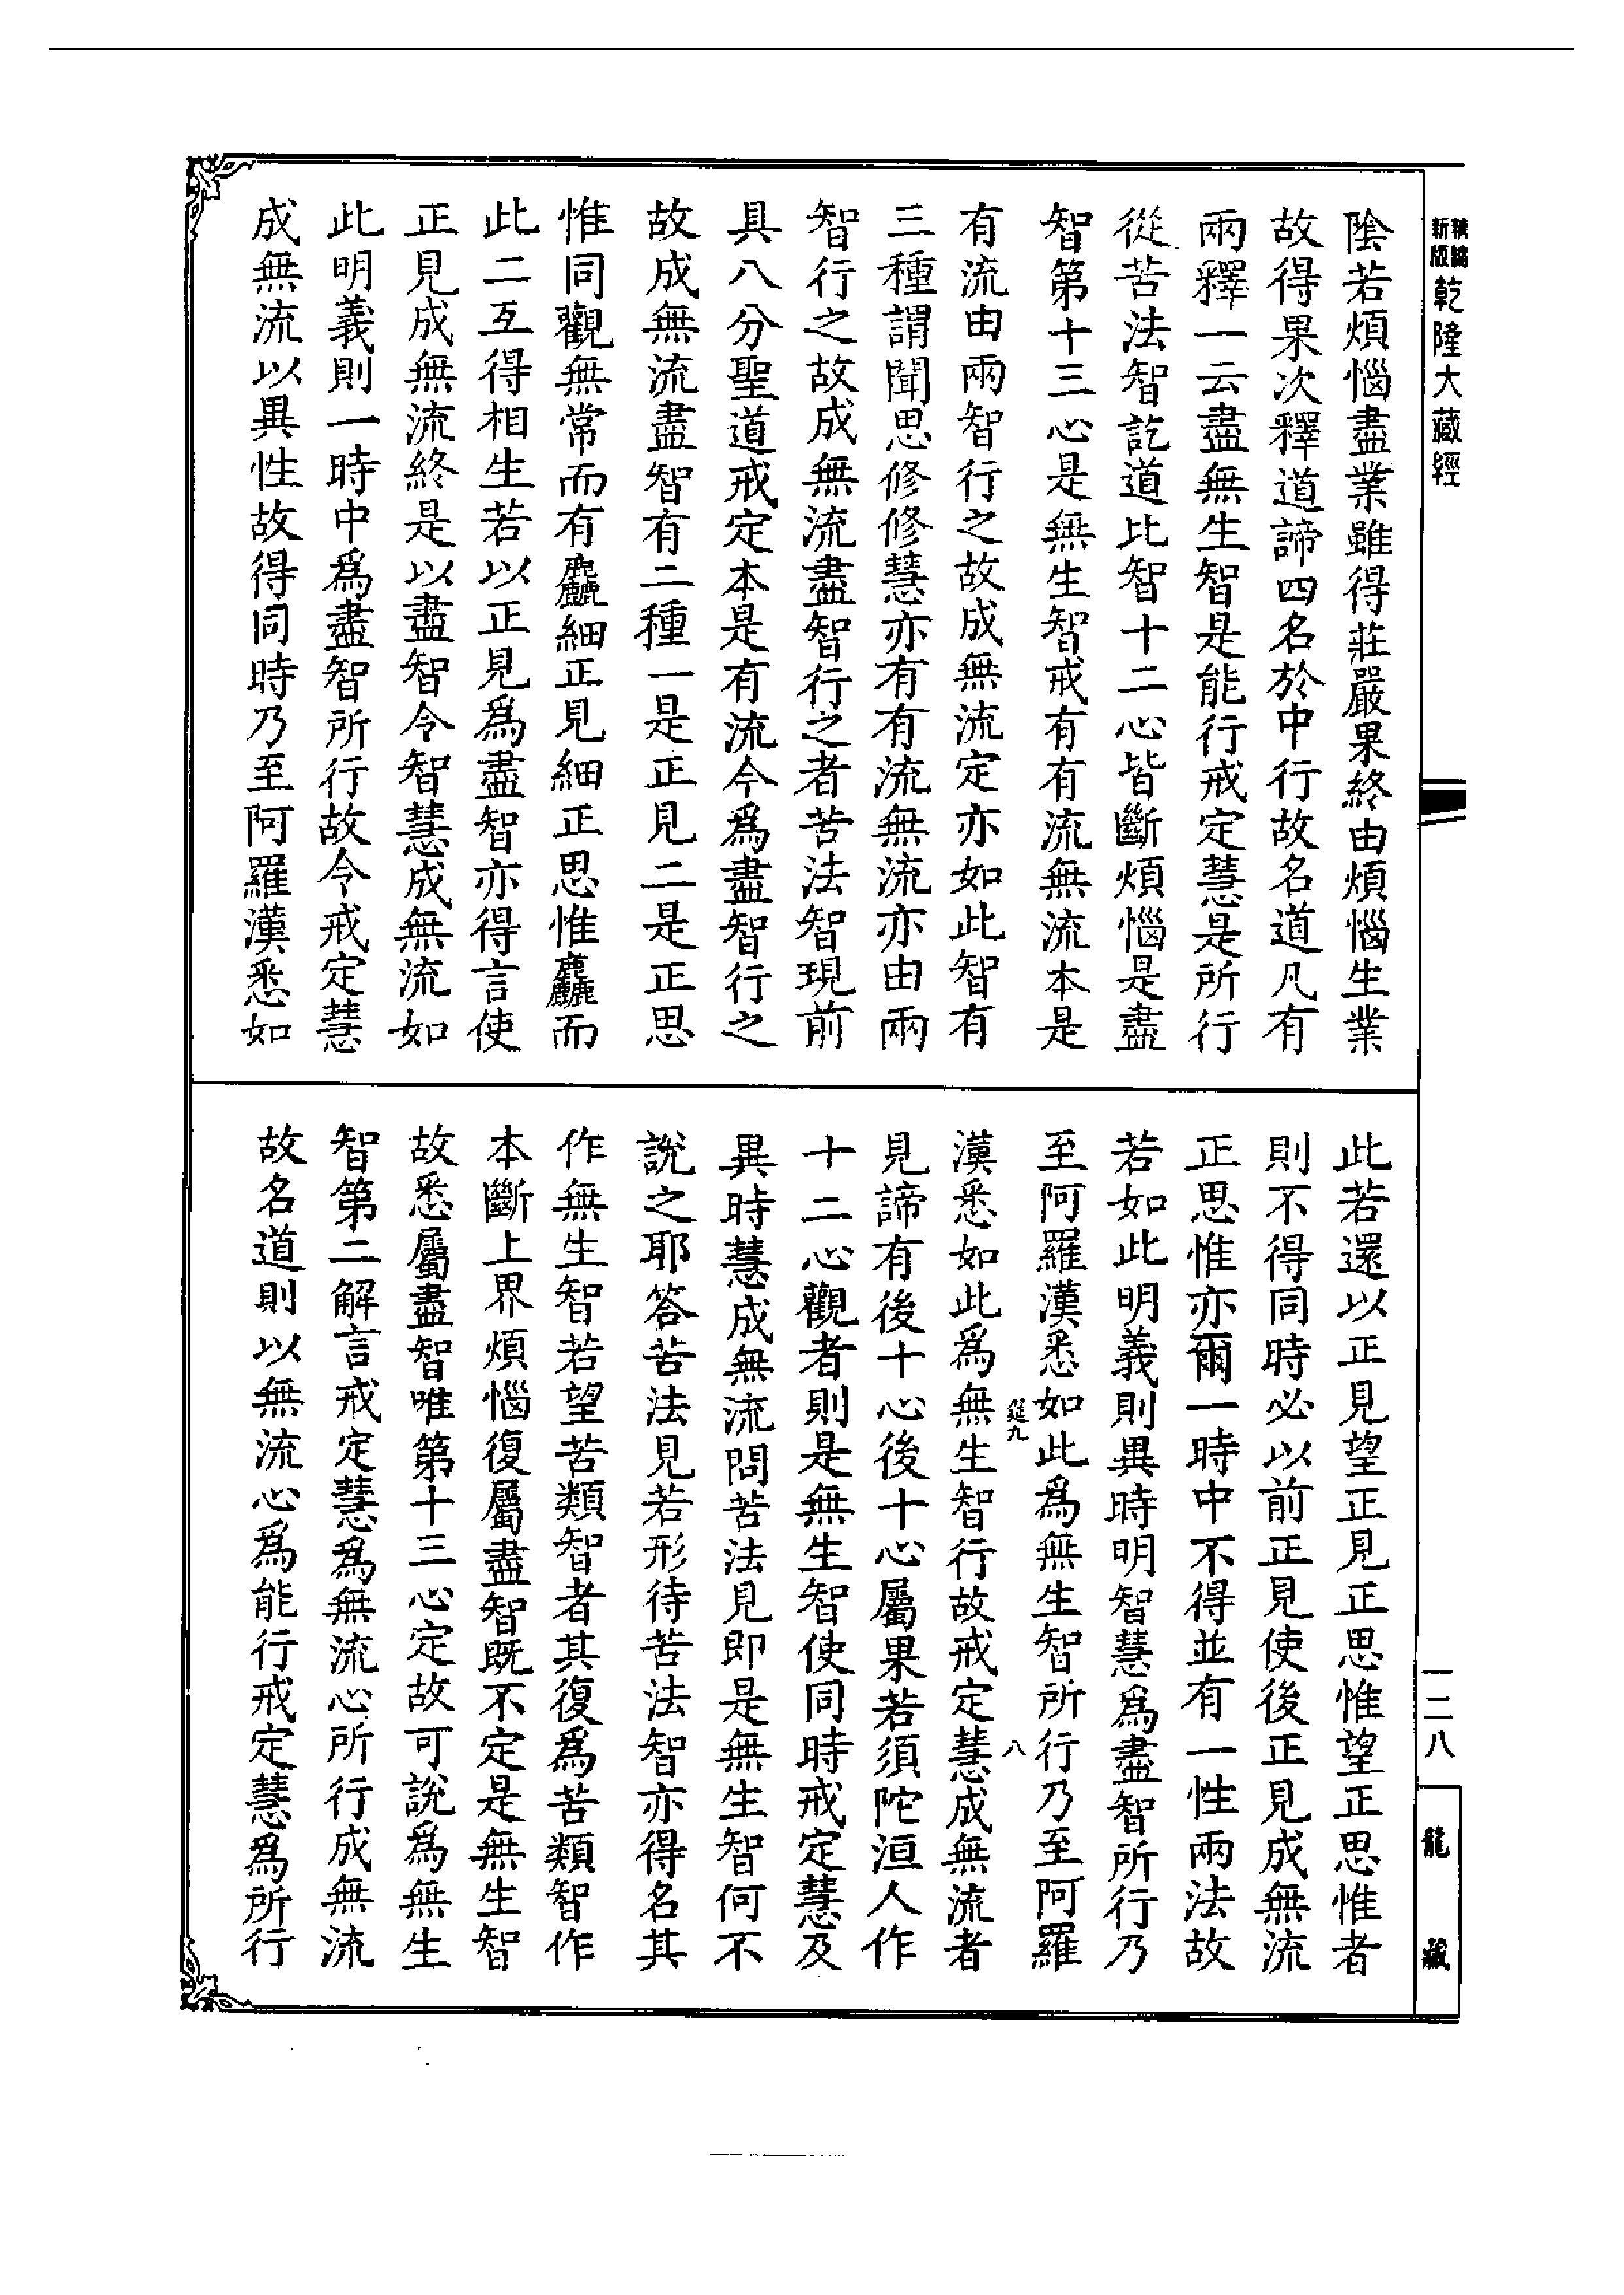 新版
乾隆大藏經
一二八
龍藏
陰若煩惱盡業雖得莊嚴果終由煩惱生業
故得果次釋道諦四名於中行故名道凡有
兩釋一云盡無生智是能行戒定慧是所行
從苦法智訖道比智十二心皆斷煩惱是盡
智第十三心是無生智戒有有流無流本是
有流由兩智行之故成無流定亦如此智有
三種謂聞思修修慧亦有有流無流亦由兩
智行之故成無流盡智行之者苦法智現前
具八分聖道戒定本是有流今為盡智行之
故成無流盡智有二種一是正見二是正思
惟同觀無常而有麤細正見細正思惟麤而
此二互得相生若以正見為盡智亦得言使
正見成無流終是以盡智令智慧成無流如
此明義則一時中為盡智所行故令戒定慧
成無流以異性故得同時乃至阿羅漢悉如
此若還以正見望正見正思惟望正思惟者
則不得同時必以前正見使後正見成無流
正思惟亦爾一時中不得並有一性兩法故
若如此明義則異時明智慧為盡智所行乃
至阿羅漢悉如此為無生智所行乃至阿羅
筵九
八
漢悉如此為無生智行故戒定慧成無流者
見諦有後十心後十心屬果若須陀洹人作
十二心觀者則是無生智使同時戒定慧及
異時慧成無流問苦法見即是無生智何不
說之耶答苦法見若形待苦法智亦得名其
作無生智若望苦類智者其復為苦類智作
本斷上界煩惱復屬盡智既不定是無生智
故悉屬盡智唯第十三心定故可說為無生
智第二解言戒定慧為無流心所行成無流
故名道則以無流心為能行戒定慧為所行